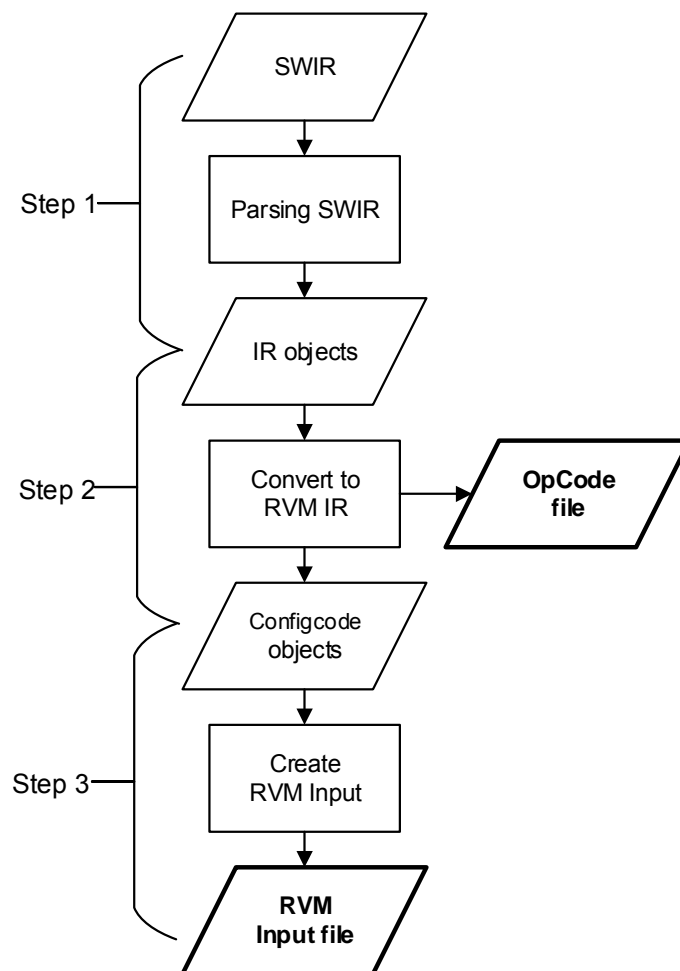 SWIR
Step 1
Parsing SWIR
IR objects
Step 2
Convert to
RVM IR
OpCode
file
Configcode
objects
Step 3
Create
RVM Input
RVM
Input file